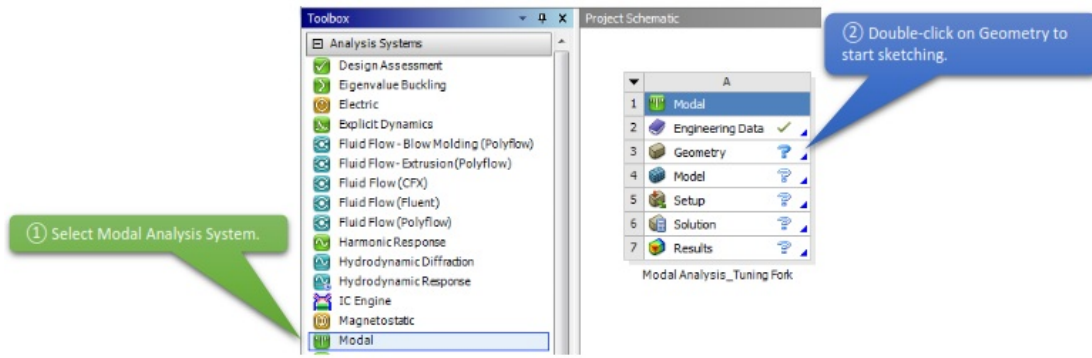 Toolbox
Analysis Systems
Design Assessment
Eigenvalue Buckling
Electric
Explicit Dynamics
Fluid Flow - Blow Molding (Polyflow)
Fluid Flow - Extrusion (Polyflow)
Fluid Flow (CFX)
Fluid Flow (Fluent)
Fluid Flow (Polyflow)
Harmonic Response
Hydrodynamic Diffraction
Hydrodynamic Response
IC Engine
Magnetostatic
Modal
① Select Modal Analysis System.
Project Schematic
② Double-click on Geometry to
start sketching.
A
1 Modal
2 Engineering Data
3 Geometry
4 Model
5 Setup
6 Solution
7 Results
Modal Analysis_Tuning Fork